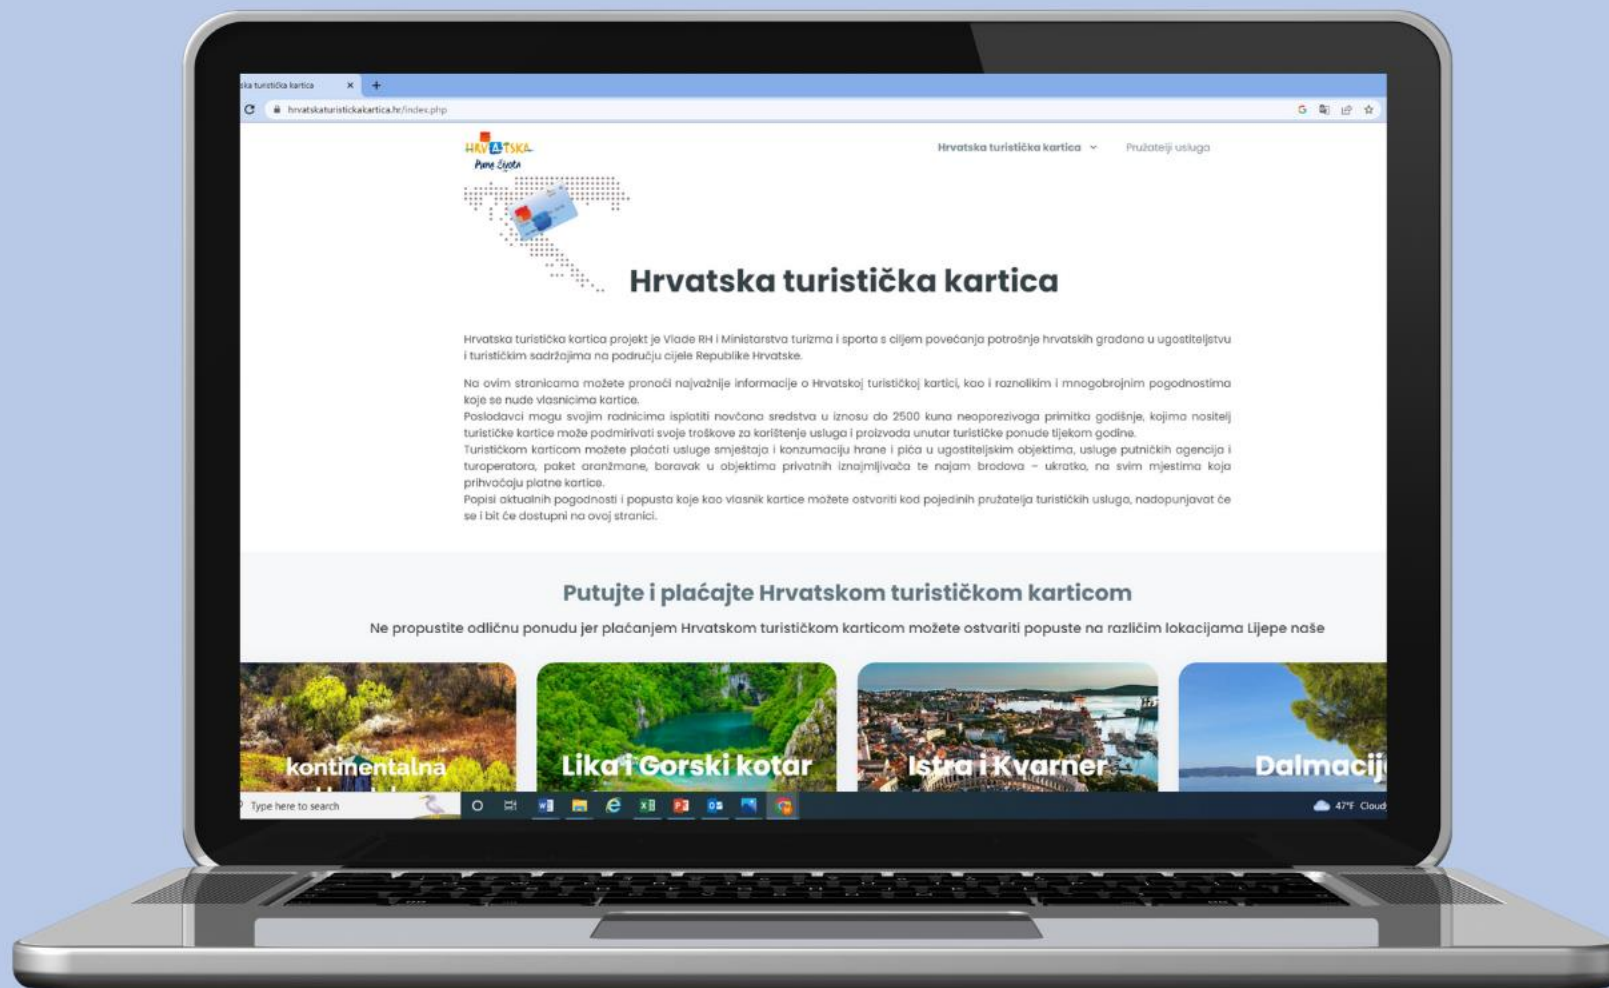 ska turistička kartica
hrvatskaturistickakartica.hr/index.php
HRVATSKA
Puna života
Hrvatska turistička kartica
Pružatelji usluga
Hrvatska turistička kartica
Hrvatska turistička kartica projekt je Vlade RH i Ministarstva turizma i sporta s ciljem povećanja potrošnje hrvatskih građana u ugostiteljstvu
i turističkim sadržajima na području cijele Republike Hrvatske.
Na ovim stranicama možete pronaći najvažnije informacije o Hrvatskoj turističkoj kartici, kao i raznolikim i mnogobrojnim pogodnostima
koje se nude vlasnicima kartice.
Poslodavci mogu svojim radnicima isplatiti novčana sredstva u iznosu do 2500 kuna neoporezivoga primitka godišnje, kojima nositelj
turističke kartice može podmirivati svoje troškove za korištenje usluga i proizvoda unutar turističke ponude tijekom godine.
Turističkom karticom možete plaćati usluge smještaja i konzumaciju hrane i pića u ugostiteljskim objektima, usluge putničkih agencija i
turoperatora, paket aranžmane, boravak u objektima privatnih iznajmljivača te najam brodova – ukratko, na svim mjestima koja
prihvaćaju platne kartice.
Popisi aktualnih pogodnosti i popusta koje kao vlasnik kartice možete ostvariti kod pojedinih pružatelja turističkih usluga, nadopunjavat će
se i bit će dostupni na ovoj stranici.
Putujte i plaćajte Hrvatskom turističkom karticom
Ne propustite odličnu ponudu jer plaćanjem Hrvatskom turističkom karticom možete ostvariti popuste na različim lokacijama Lijepe naše
kontinentalna
Lika i Gorski kotar
Istra i Kvarner
Dalmacij
Type here to search
47°F Cloud